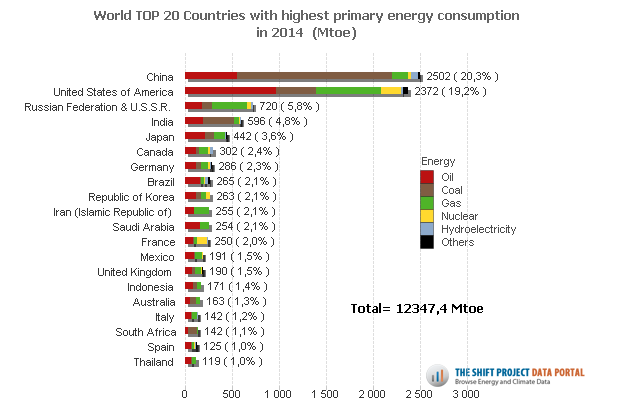 World TOP 20 Countries with highest primary energy consumption
in 2014 (Mtoe)
China 2502 ( 20,3%)
United States of America 2372 ( 19,2%)
Russian Federation & U.S.S.R. 720 ( 5,8%)
India 596 ( 4,8%)
Japan 442 ( 3,6%)
Canada 302 ( 2,4%)
Germany 286 ( 2,3%)
Brazil 265 ( 2,1%)
Republic of Korea 263 ( 2,1%)
Iran (Islamic Republic of) 255 ( 2,1%)
Saudi Arabia 254 ( 2,1%)
France 250 ( 2,0%)
Mexico 191 ( 1,5%)
United Kingdom 190 ( 1,5%)
Indonesia 171 ( 1,4%)
Australia 163 ( 1,3%)
Italy 142 ( 1,2%)
South Africa 142 ( 1,1%)
Spain 125 ( 1,0%)
Thailand 119 ( 1,0%)
Energy
Oil
Coal
Gas
Nuclear
Hydroelectricity
Others
Total= 12347,4 Mtoe
THE SHIFT PROJECT DATA PORTAL
Browse Energy and Climate Data
0 500 1 000 1 500 2 000 2 500 3 000